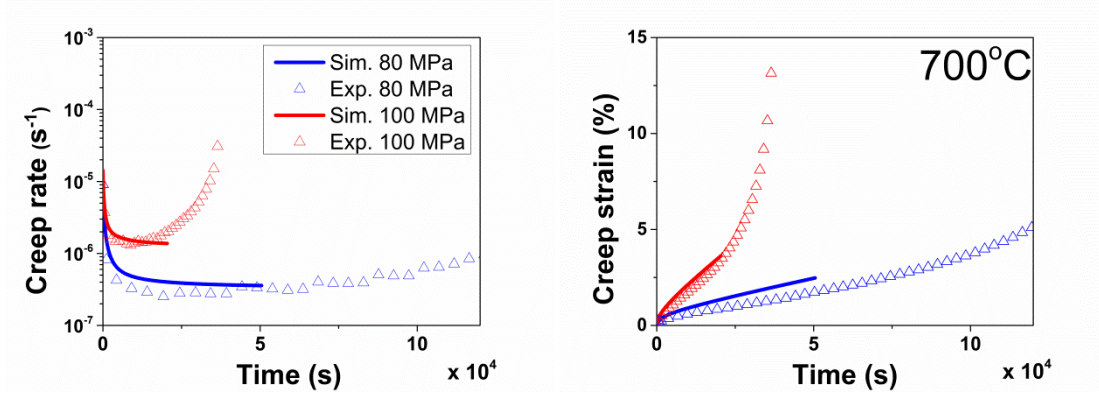 10⁻³
10⁻⁴
10⁻⁵
10⁻⁶
10⁻⁷
Creep rate (s⁻¹)
Sim. 80 MPa
Exp. 80 MPa
Sim. 100 MPa
Exp. 100 MPa
0 5 10
Time (s) x 10⁴
15
10
5
0
Creep strain (%)
700°C
0 5 10
Time (s) x 10⁴